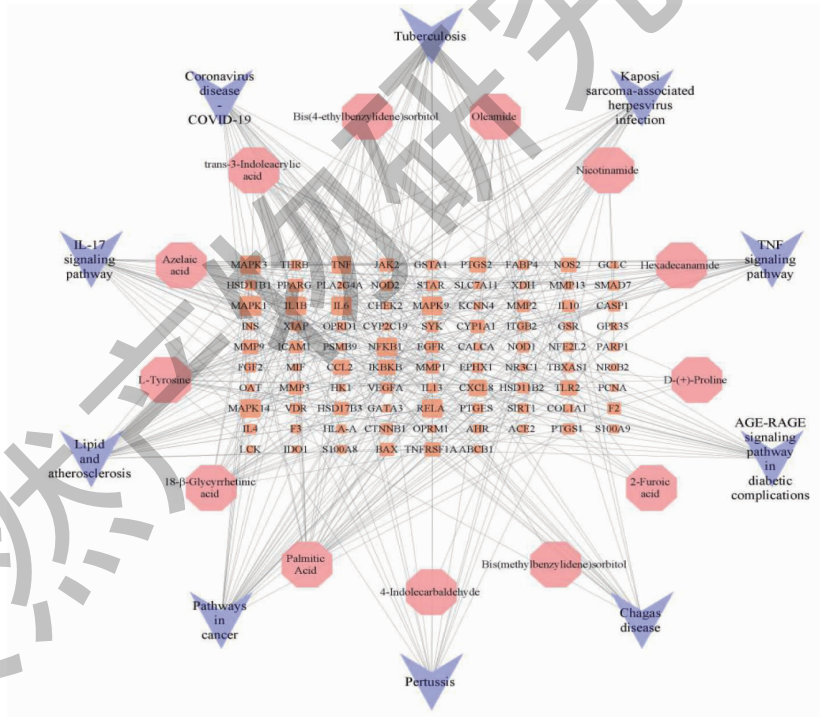 Tuberculosis
Coronavirus
disease
-
COVID-19
Kaposi
sarcoma-associated
herpesvirus
infection
Bis(4-ethylbenzylidene)sorbitol
Oleamide
trans-3-Indoleacrylic
acid
Nicotinamide
IL-17
signaling
pathway
Azelaic
acid
Hexadecanamide
TNF
signaling
pathway
MAPK3 THRB TNF JAK2 GSTA1 PTGS2 FABP4 NOS2 GCLC
HSD11B1 PPARG PLA2G4A NOD2 STAR SLC7A11 XDH MMP13 SMAD7
MAPK1 IL1B IL6 CHEK2 MAPK9 KCNN4 MMP2 IL10 CASP1
INS XIAP OPRD1 CYP2C19 SYK CYP1A1 ITGB2 GSR GPR35
MMP9 ICAM1 PSMB9 NFKB1 EGFR CALCA NOD1 NFE2L2 PARP1
FGF2 MIF CCL2 IKBKB MMP1 EPHX1 NR3C1 TBXAS1 NR0B2
OAT MMP3 HK1 VEGFA IL13 CXCL8 HSD11B2 TLR2 PCNA
MAPK14 VDR HSD17B3 GATA3 RELA PTGES SIRT1 COL1A1 F2
IL4 F3 HLA-A CTNNB1 OPRM1 AHR ACE2 PTGS1 S100A9
LCK IDO1 S100A8 BAX TNFRSF1A ABCB1
L-Tyrosine
D-(+)-Proline
Lipid
and
atherosclerosis
AGE-RAGE
signaling
pathway
in
diabetic
complications
18-β-Glycyrrhetinic
acid
2-Furoic
acid
Palmitic
Acid
4-Indolecarbaldehyde
Bis(methylbenzylidene)sorbitol
Pathways
in
cancer
Chagas
disease
Pertussis